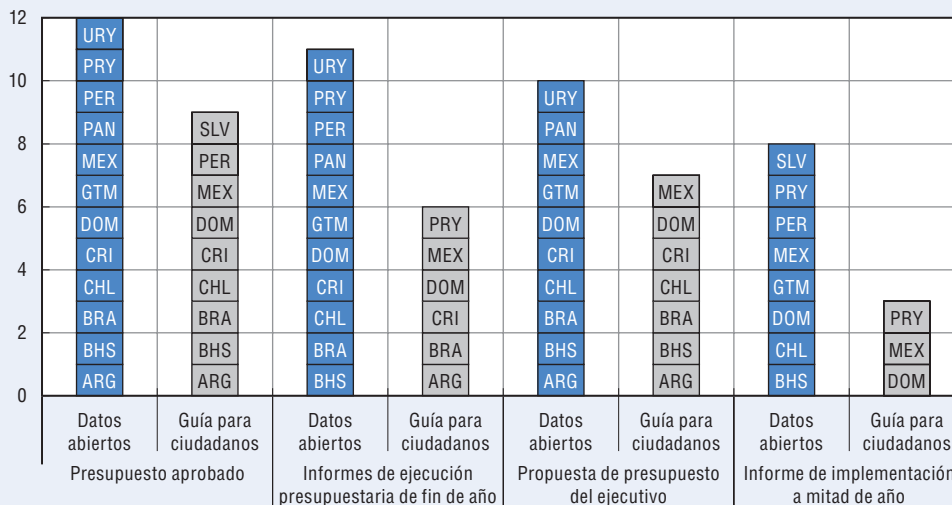 12
10
8
6
4
2
0
URY
PRY
PER
PAN
MEX
GTM
DOM
CRI
CHL
BRA
BHS
ARG
SLV
PER
MEX
DOM
CRI
CHL
BRA
BHS
ARG
URY
PRY
PER
PAN
MEX
GTM
DOM
CRI
CHL
BRA
BHS
PRY
MEX
DOM
CRI
BRA
ARG
URY
PAN
MEX
GTM
DOM
CRI
CHL
BRA
BHS
ARG
MEX
DOM
CRI
CHL
BRA
BHS
ARG
SLV
PRY
PER
MEX
GTM
DOM
CHL
BHS
PRY
MEX
DOM
Datos
abiertos
Guía para
ciudadanos
Datos
abiertos
Guía para
ciudadanos
Datos
abiertos
Guía para
ciudadanos
Datos
abiertos
Guía para
ciudadanos
Presupuesto aprobado
Informes de ejecución
presupuestaria de fin de año
Propuesta de presupuesto
del ejecutivo
Informe de implementación
a mitad de año